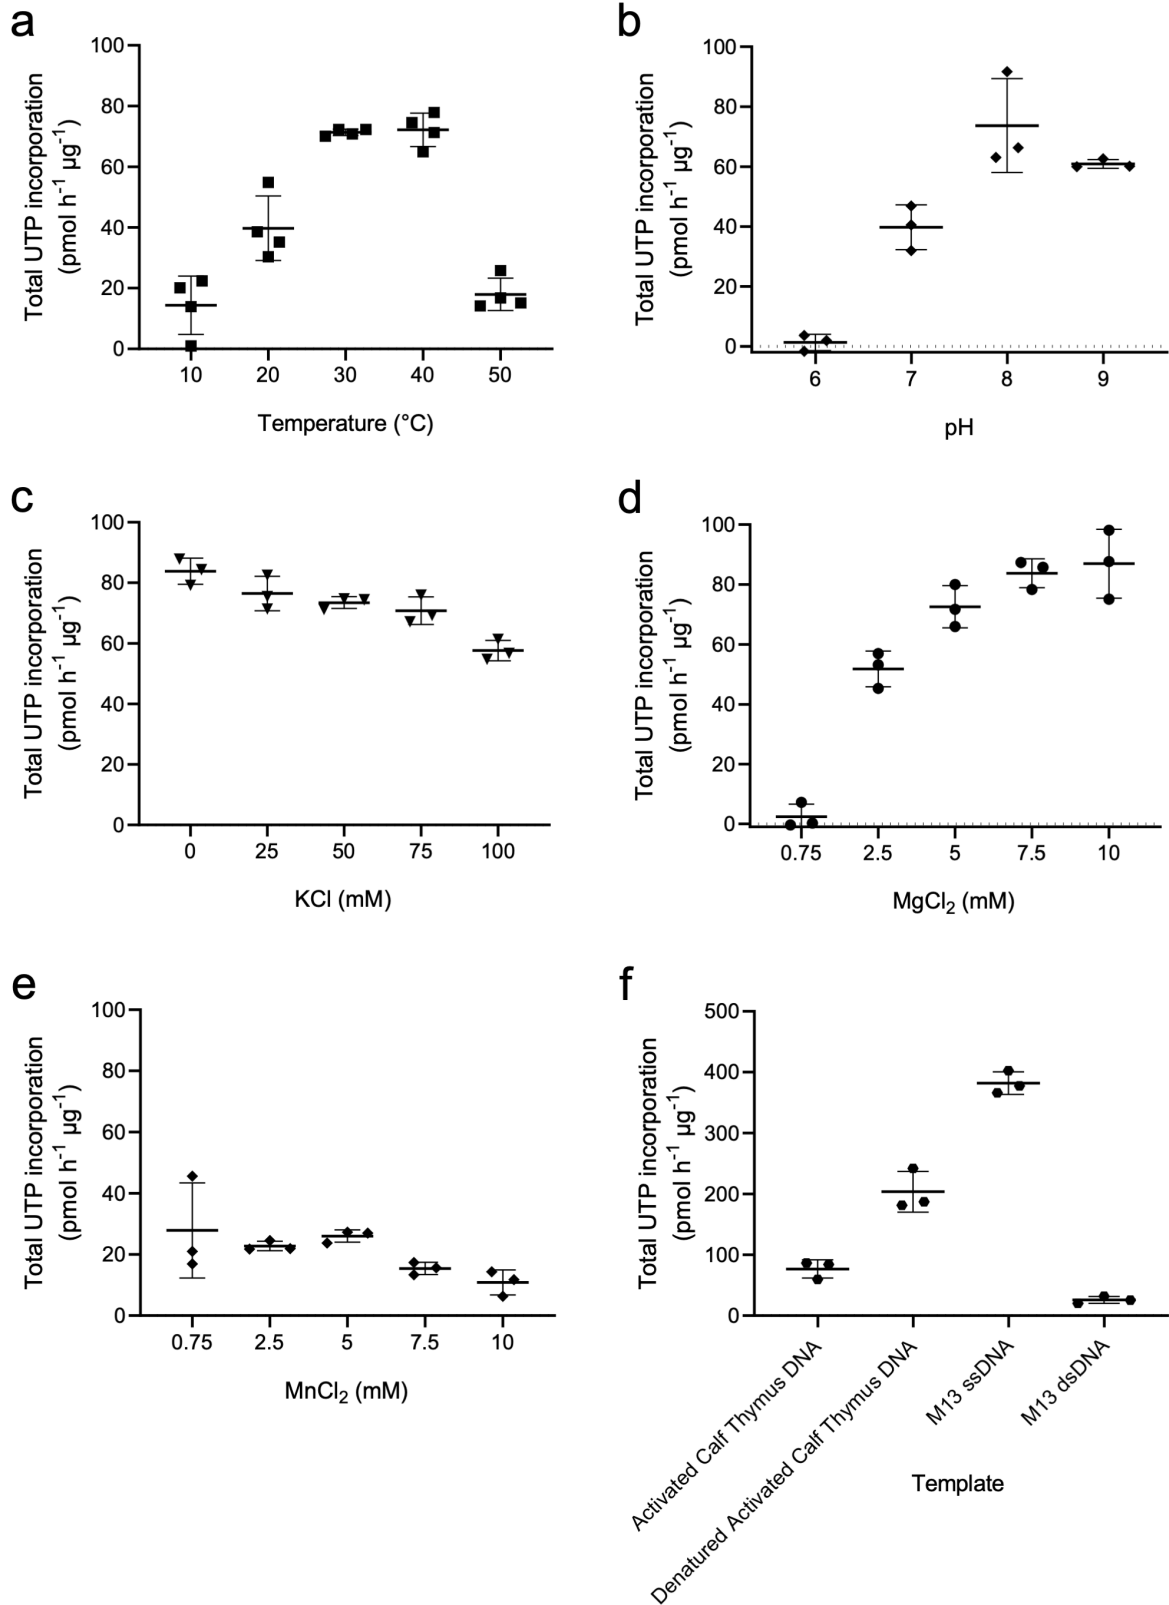 a
Total UTP incorporation
(pmol h⁻¹ µg⁻¹)
100
80
60
40
20
0
10 20 30 40 50
Temperature (°C)
b
Total UTP incorporation
(pmol h⁻¹ µg⁻¹)
100
80
60
40
20
0
6 7 8 9
pH
c
Total UTP incorporation
(pmol h⁻¹ µg⁻¹)
100
80
60
40
20
0
0 25 50 75 100
KCl (mM)
d
Total UTP incorporation
(pmol h⁻¹ µg⁻¹)
100
80
60
40
20
0
0.75 2.5 5 7.5 10
MgCl₂ (mM)
e
Total UTP incorporation
(pmol h⁻¹ µg⁻¹)
100
80
60
40
20
0
0.75 2.5 5 7.5 10
MnCl₂ (mM)
f
Total UTP incorporation
(pmol h⁻¹ µg⁻¹)
500
400
300
200
100
0
Activated Calf Thymus DNA
Denatured Activated Calf Thymus DNA
M13 ssDNA
M13 dsDNA
Template